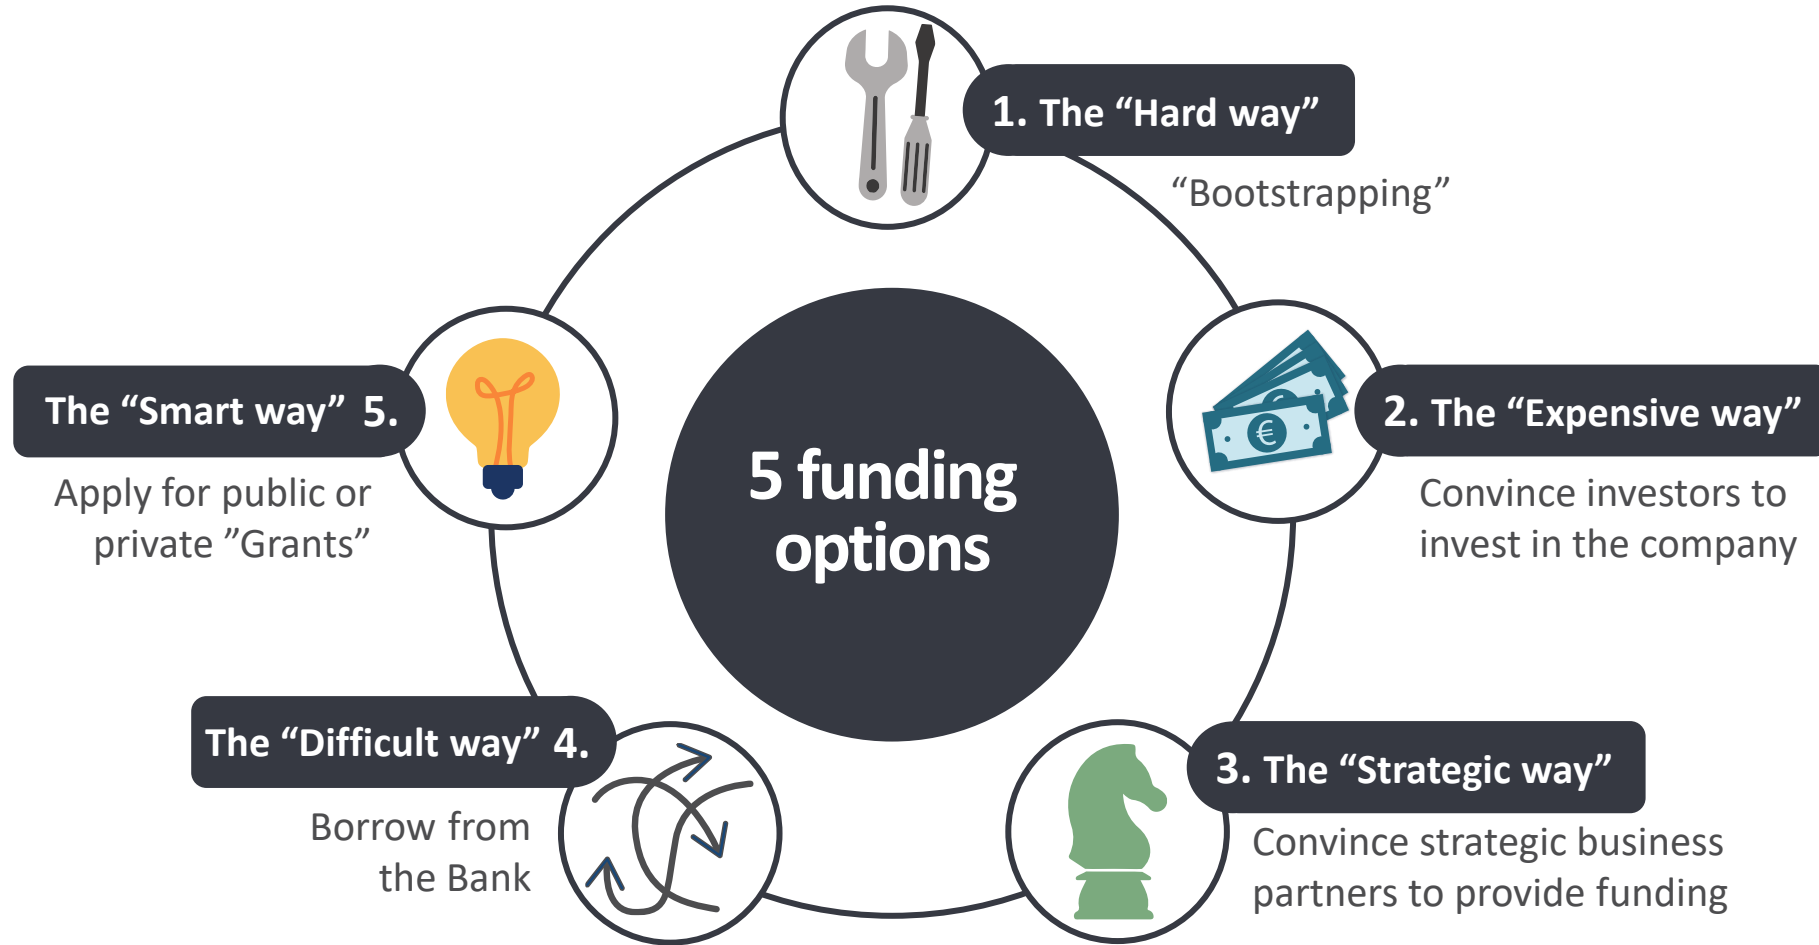 1. The “Hard way”
“Bootstrapping”
2. The “Expensive way”
Convince investors to
invest in the company
3. The “Strategic way”
Convince strategic business
partners to provide funding
The “Difficult way” 4.
Borrow from
the Bank
The “Smart way” 5.
Apply for public or
private ”Grants”
5 funding
options
€